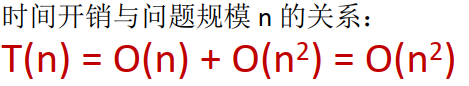 时间开销与问题规模 n 的关系：
T(n) = O(n) + O(n²) = O(n²)